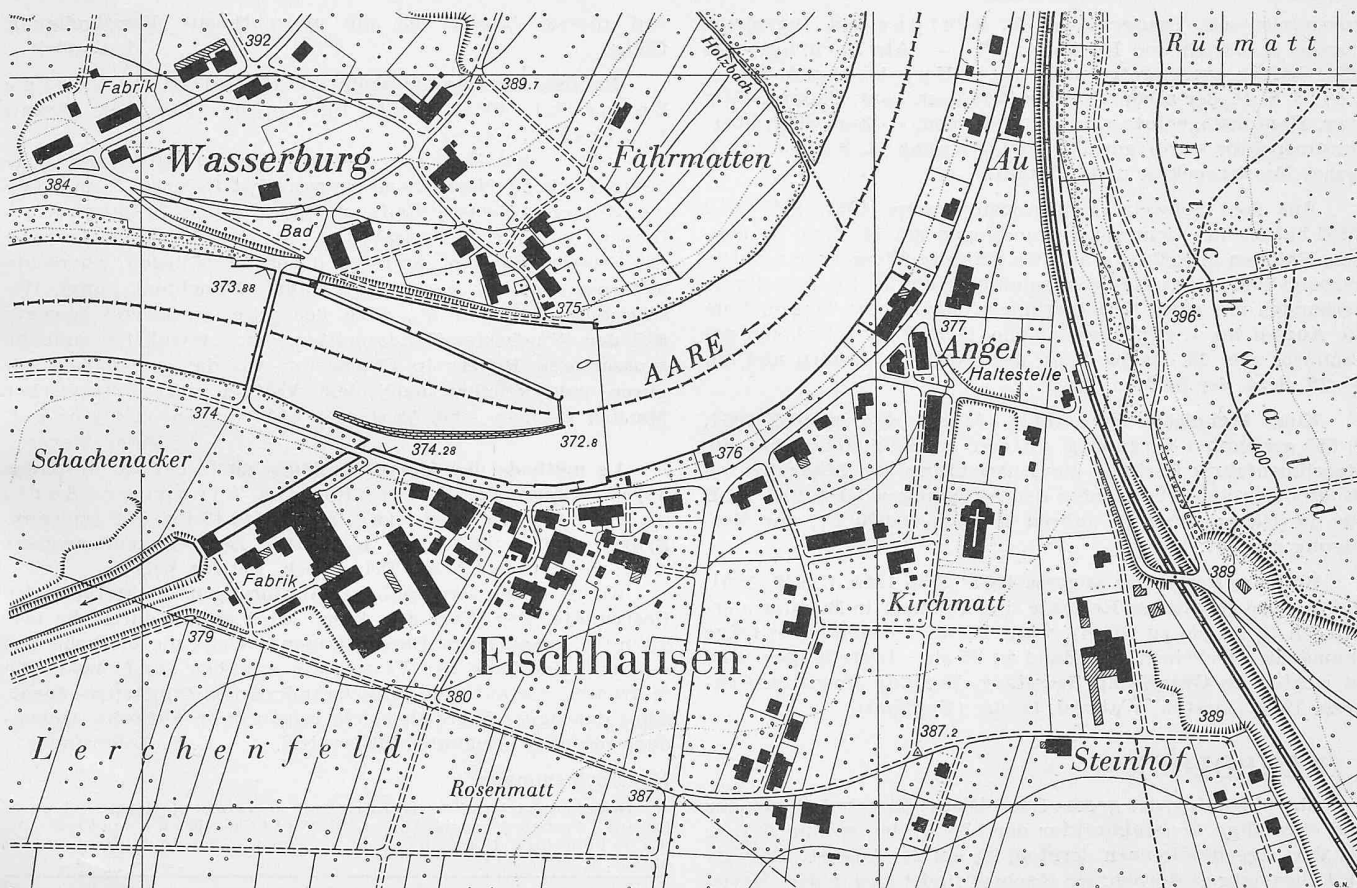 392
Fabrik
389.7
Holzbach
Rütmatt
Wasserburg
Fahrmatten
Au
384
Bad
Eichwald
373.88
375
396
377
AARE
Angel
Haltestelle
374
374.28
372.8
376
400
Schachenacker
Fabrik
389
Kirchmatt
379
Fischhausen
380
389
387.2
Lerchenfeld
Steinhof
Rosenmatt
387